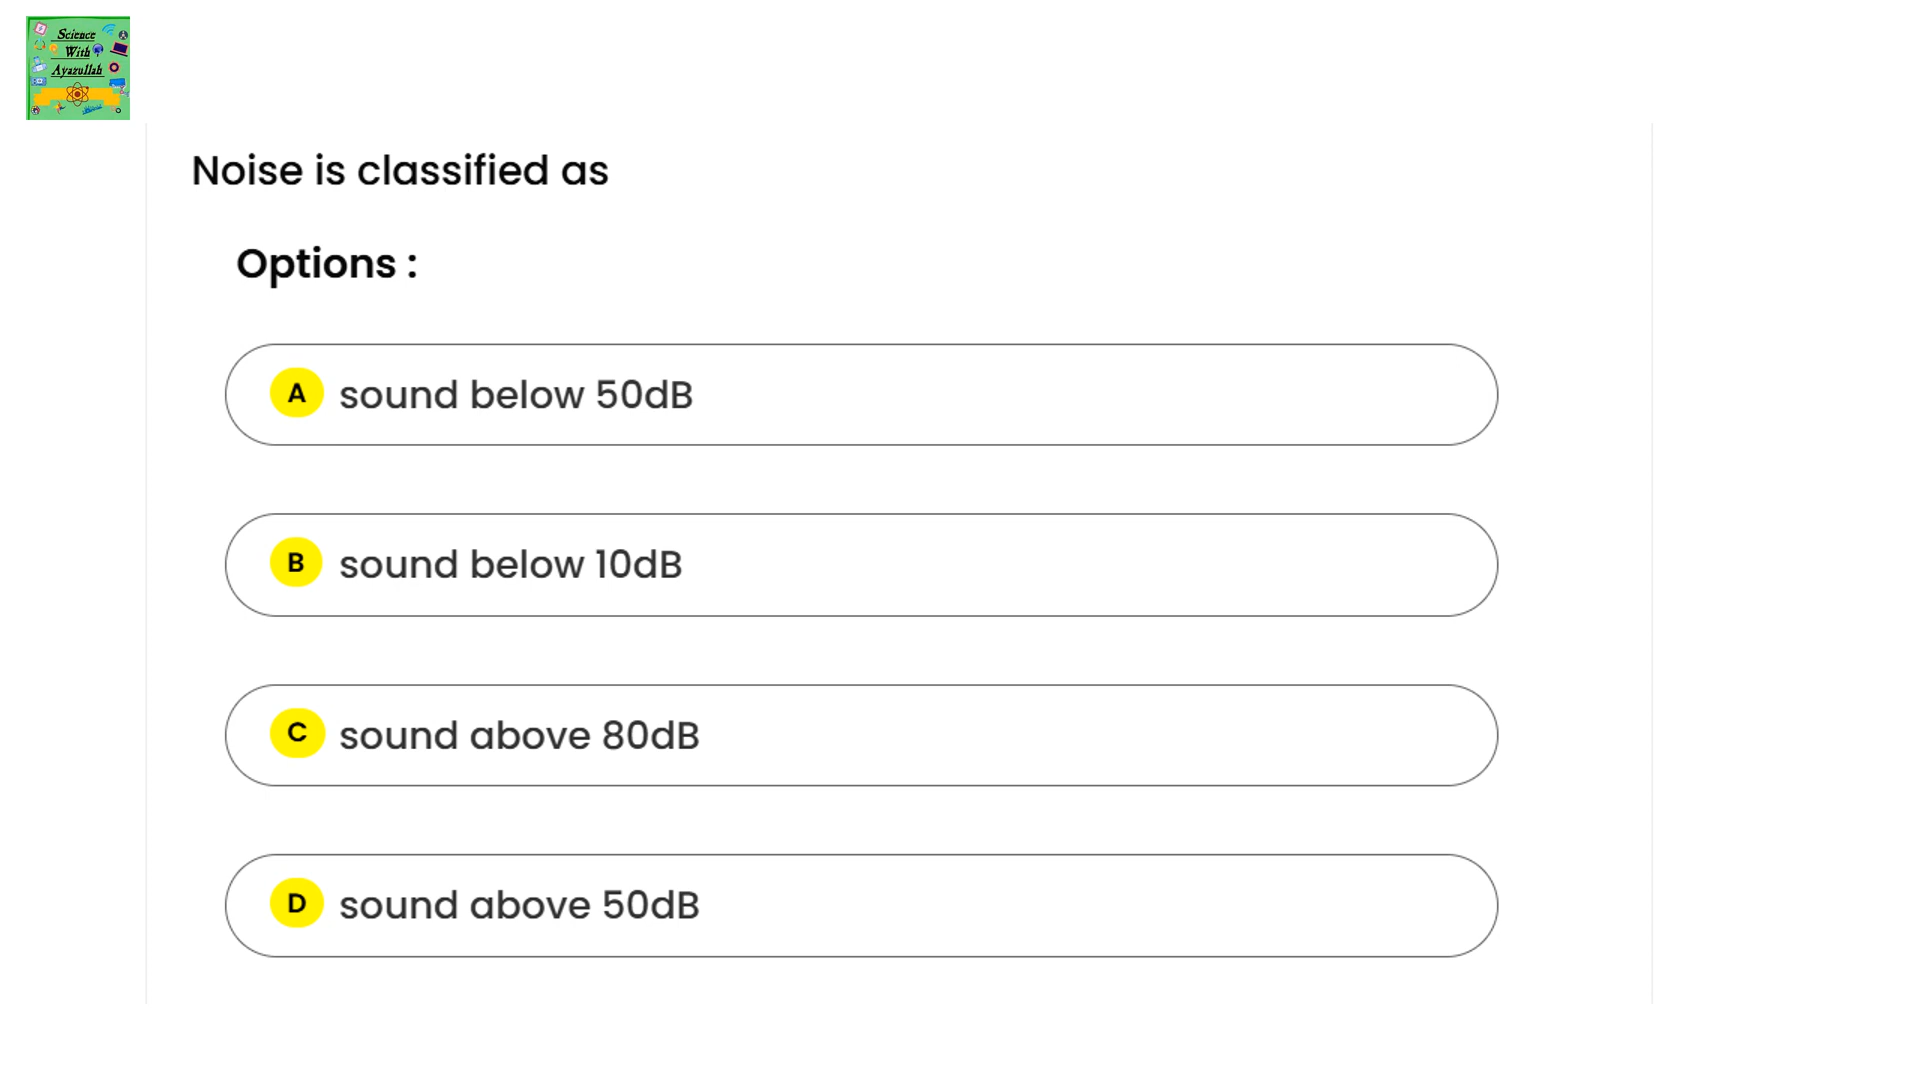 Science
With
Ayazullah
Noise is classified as
Options :
A sound below 50dB
B sound below 10dB
C sound above 80dB
D sound above 50dB